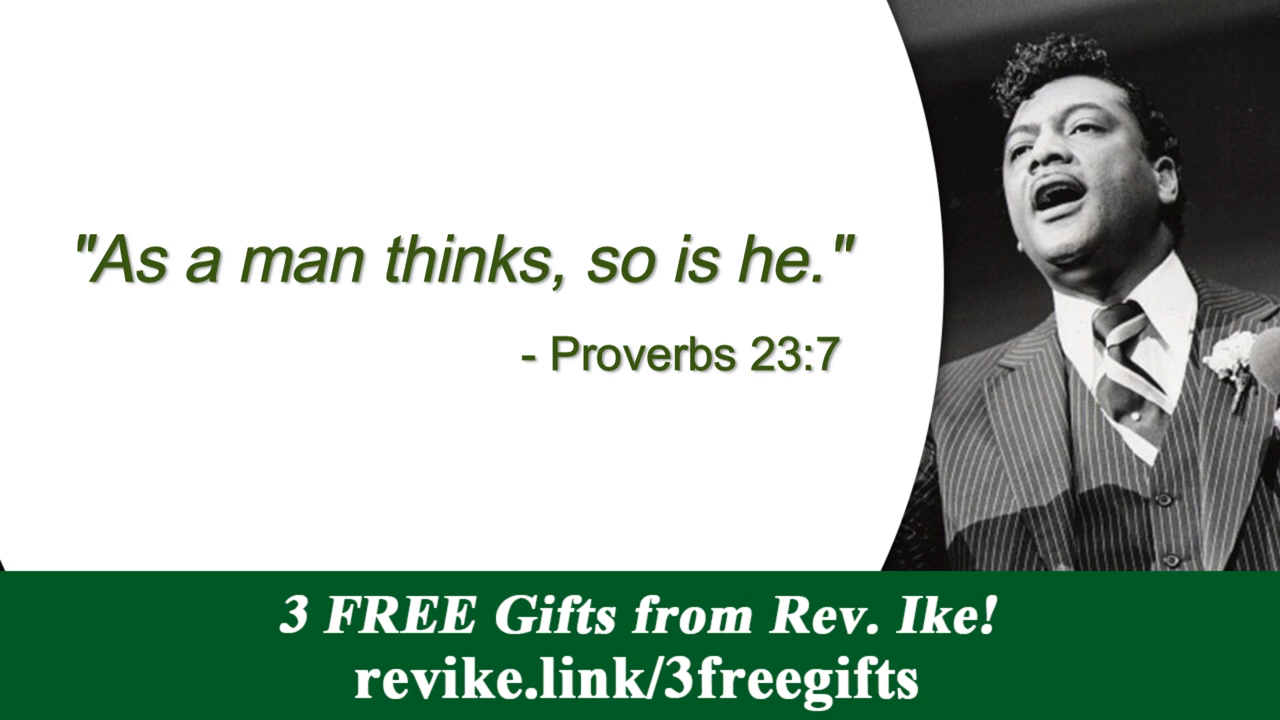 "As a man thinks, so is he."
- Proverbs 23:7
3 FREE Gifts from Rev. Ike!
revike.link/3freegifts